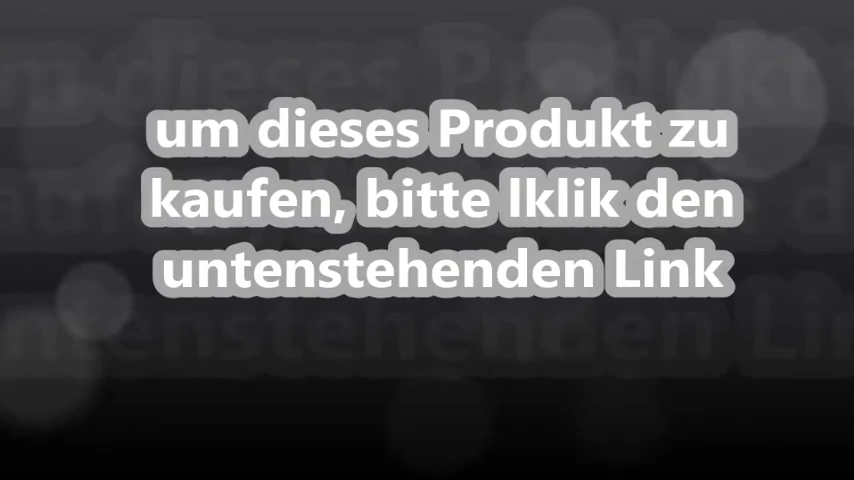 um dieses Produkt zu
kaufen, bitte lklik den
untenstehenden Link